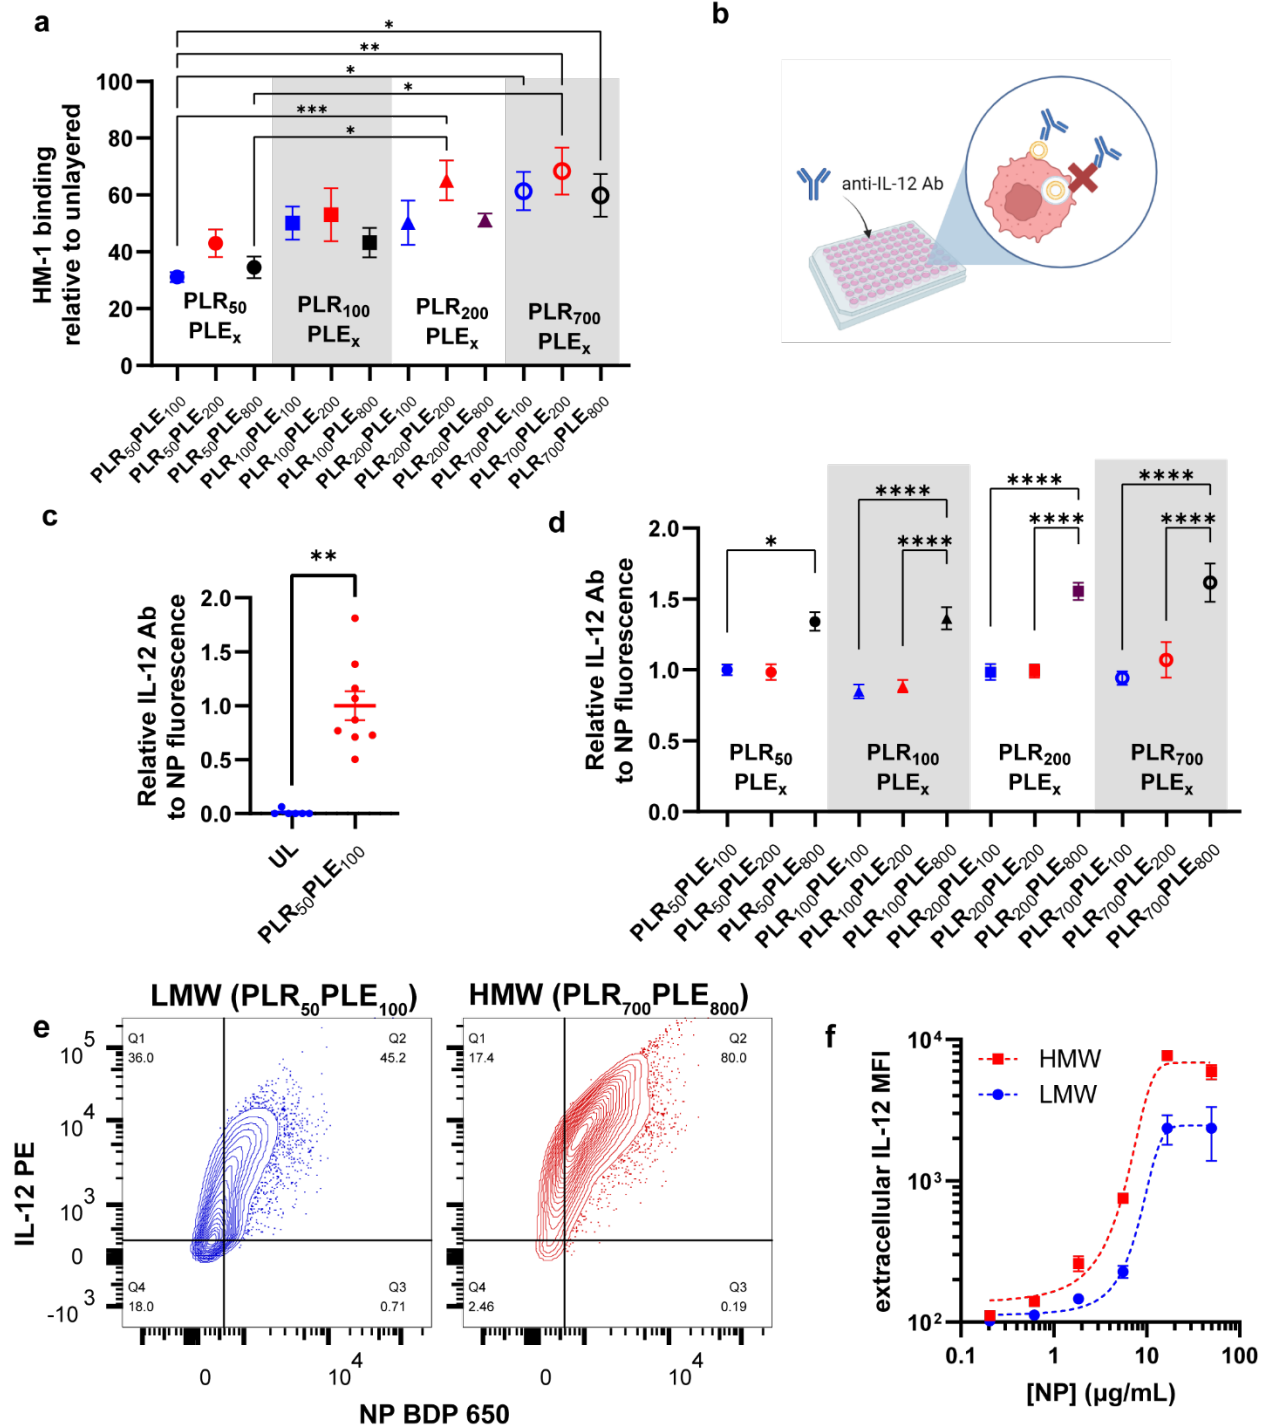 a
HM-1 binding
relative to unlayered
100
80
60
40
20
0
*
**
*
*
***
*
PLR50
PLEx
PLR100
PLEx
PLR200
PLEx
PLR700
PLEx
PLR50PLE100
PLR50PLE200
PLR50PLE800
PLR100PLE100
PLR100PLE200
PLR100PLE800
PLR200PLE100
PLR200PLE200
PLR200PLE800
PLR700PLE100
PLR700PLE200
PLR700PLE800
b
anti-IL-12 Ab
c
Relative IL-12 Ab
to NP fluorescence
2.0
1.5
1.0
0.5
0.0
**
UL
PLR50PLE100
d
Relative IL-12 Ab
to NP fluorescence
2.0
1.5
1.0
0.5
0.0
*
****
****
****
****
****
****
PLR50
PLEx
PLR100
PLEx
PLR200
PLEx
PLR700
PLEx
PLR50PLE100
PLR50PLE200
PLR50PLE800
PLR100PLE100
PLR100PLE200
PLR100PLE800
PLR200PLE100
PLR200PLE200
PLR200PLE800
PLR700PLE100
PLR700PLE200
PLR700PLE800
e
LMW (PLR50PLE100)
HMW (PLR700PLE800)
IL-12 PE
10^5
10^4
10^3
0
-10^3
Q1
36.0
Q2
45.2
Q4
18.0
Q3
0.71
Q1
17.4
Q2
80.0
Q4
2.46
Q3
0.19
0
10^4
0
10^4
NP BDP 650
f
extracellular IL-12 MFI
10^4
10^3
10^2
HMW
LMW
0.1
1
10
100
[NP] (µg/mL)